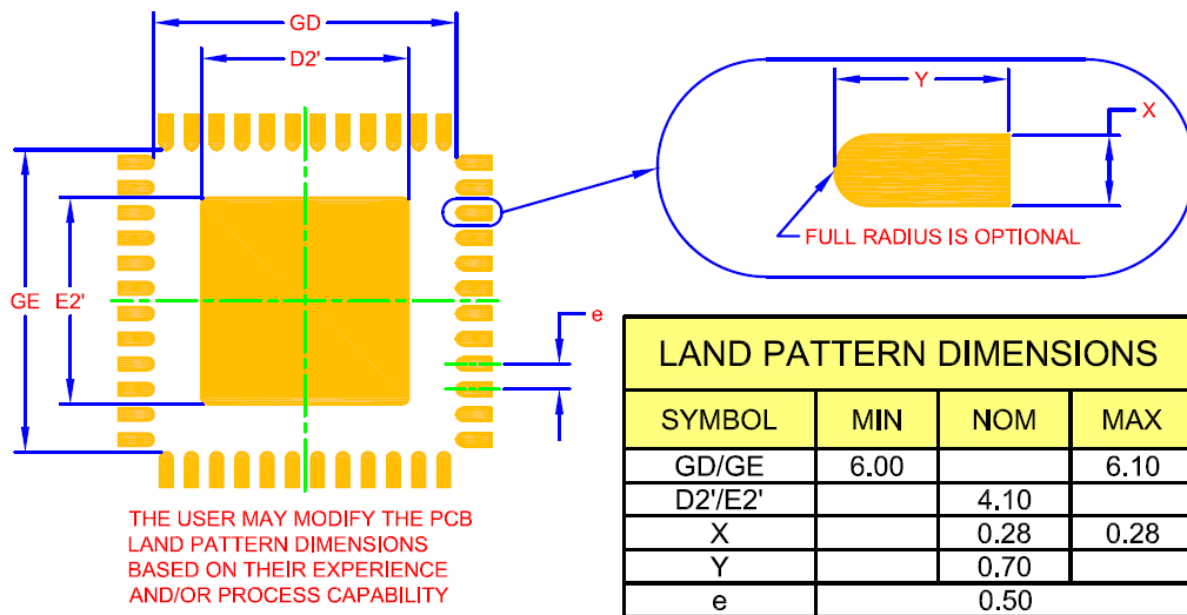 GD
D2'
GE
E2'
e
Y
X
FULL RADIUS IS OPTIONAL
THE USER MAY MODIFY THE PCB
LAND PATTERN DIMENSIONS
BASED ON THEIR EXPERIENCE
AND/OR PROCESS CAPABILITY
LAND PATTERN DIMENSIONS
SYMBOL MIN NOM MAX
GD/GE 6.00 6.10
D2'/E2' 4.10
X 0.28 0.28
Y 0.70
e 0.50